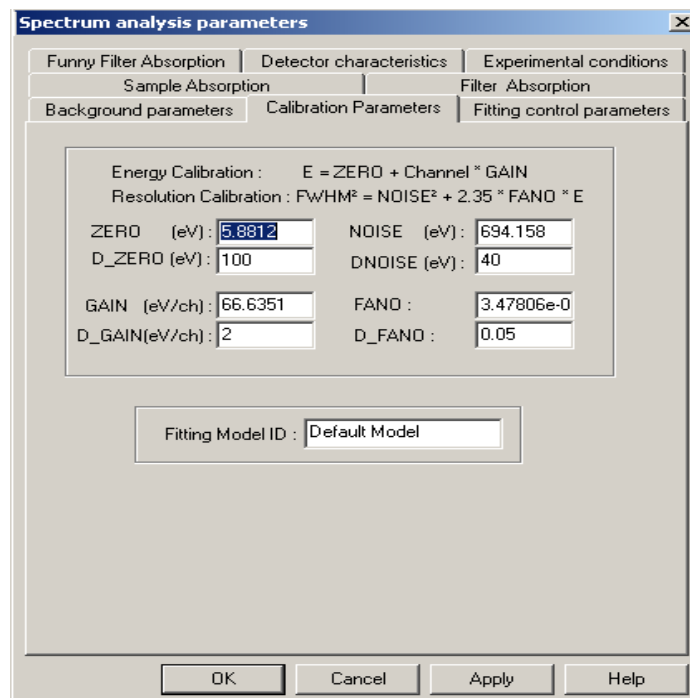 Spectrum analysis parameters
Funny Filter Absorption Detector characteristics Experimental conditions
Sample Absorption Filter Absorption
Background parameters Calibration Parameters Fitting control parameters
Energy Calibration : E = ZERO + Channel * GAIN
Resolution Calibration : FWHM² = NOISE² + 2.35 * FANO * E
ZERO (eV) : 5.8812 NOISE (eV) : 694.158
D_ZERO (eV) : 100 DNOISE (eV) : 40
GAIN (eV/ch) : 66.6351 FANO : 3.47806e-0
D_GAIN(eV/ch) : 2 D_FANO : 0.05
Fitting Model ID : Default Model
OK Cancel Apply Help